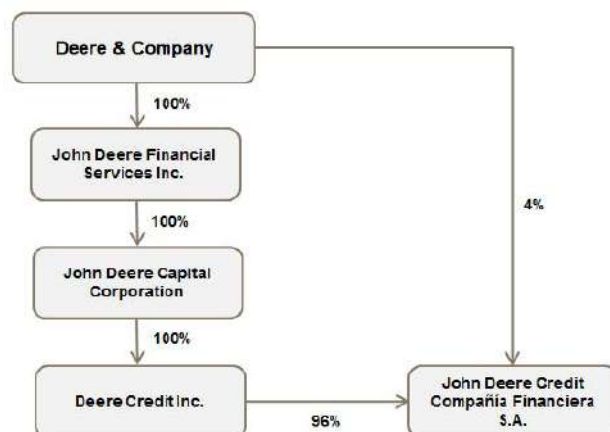 Deere & Company
100%
John Deere Financial
Services Inc.
100%
4%
John Deere Capital
Corporation
100%
Deere Credit Inc.
96%
John Deere Credit
Compañía Financiera
S.A.